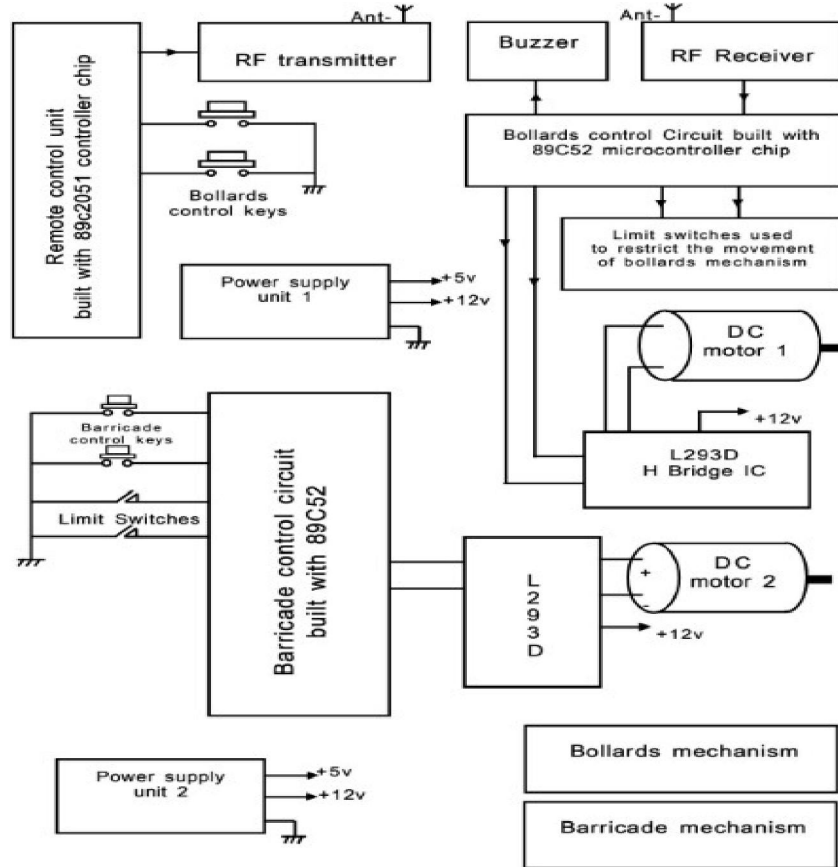 Ant-
RF transmitter
Remote control unit
built with 89c2051 controller chip
Bollards
control keys
Power supply
unit 1
+5v
+12v
Buzzer
Ant-
RF Receiver
Bollards control Circuit built with
89C52 microcontroller chip
Limit switches used
to restrict the movement
of bollards mechanism
DC
motor 1
+12v
L293D
H Bridge IC
Barricade
control keys
Limit Switches
Barricade control circuit
built with 89C52
L
2
9
3
D
DC
motor 2
+
-
+12v
Power supply
unit 2
+5v
+12v
Bollards mechanism
Barricade mechanism